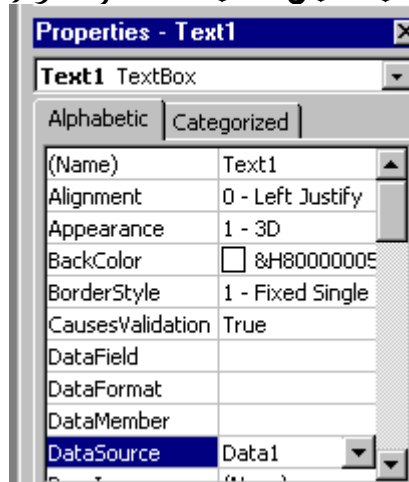 Properties - Text1
Text1 TextBox
Alphabetic Categorized
(Name) Text1
Alignment 0 - Left Justify
Appearance 1 - 3D
BackColor &H80000005
BorderStyle 1 - Fixed Single
CausesValidation True
DataField
DataFormat
DataMember
DataSource Data1